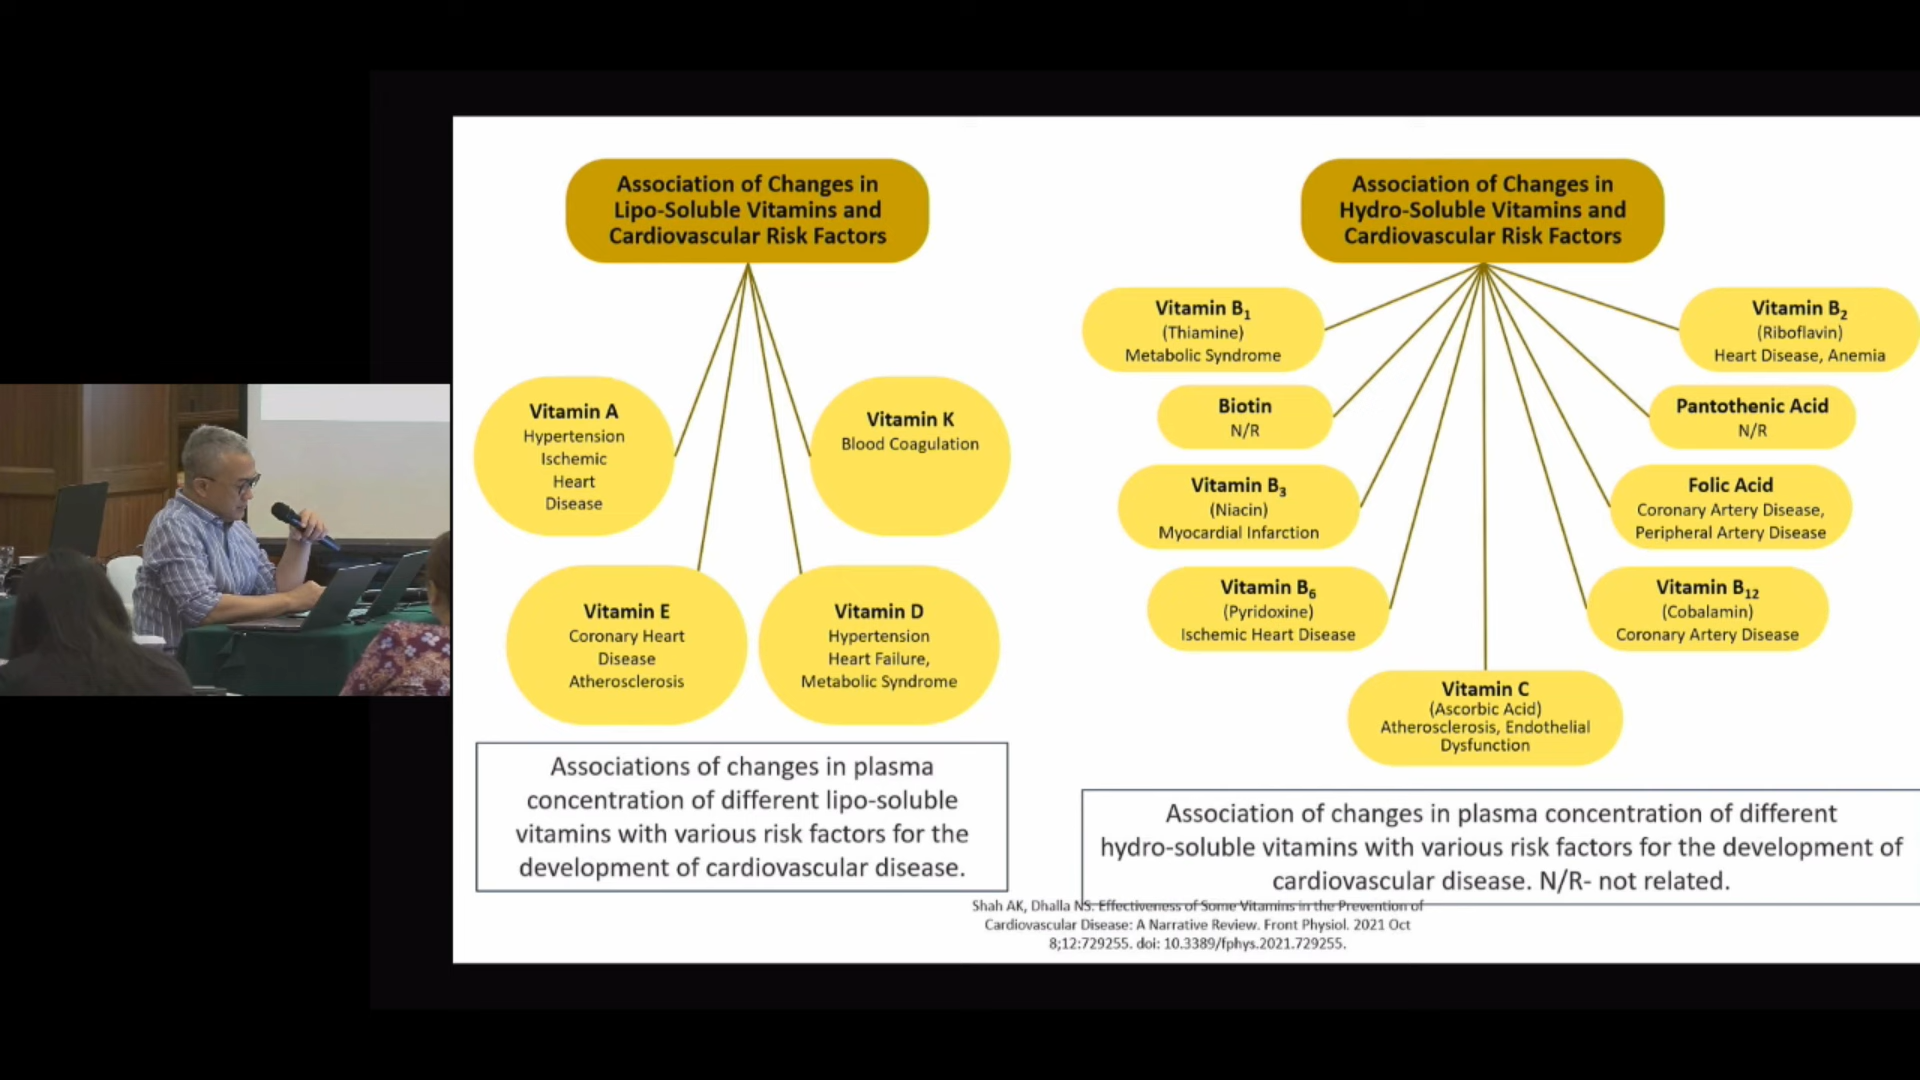 Association of Changes in
Lipo-Soluble Vitamins and
Cardiovascular Risk Factors
Vitamin A
Hypertension
Ischemic
Heart
Disease
Vitamin K
Blood Coagulation
Vitamin E
Coronary Heart
Disease
Atherosclerosis
Vitamin D
Hypertension
Heart Failure,
Metabolic Syndrome
Associations of changes in plasma
concentration of different lipo-soluble
vitamins with various risk factors for the
development of cardiovascular disease.
Association of Changes in
Hydro-Soluble Vitamins and
Cardiovascular Risk Factors
Vitamin B₁
(Thiamine)
Metabolic Syndrome
Vitamin B₂
(Riboflavin)
Heart Disease, Anemia
Biotin
N/R
Pantothenic Acid
N/R
Vitamin B₃
(Niacin)
Myocardial Infarction
Folic Acid
Coronary Artery Disease,
Peripheral Artery Disease
Vitamin B₆
(Pyridoxine)
Ischemic Heart Disease
Vitamin B₁₂
(Cobalamin)
Coronary Artery Disease
Vitamin C
(Ascorbic Acid)
Atherosclerosis, Endothelial
Dysfunction
Association of changes in plasma concentration of different
hydro-soluble vitamins with various risk factors for the development of
cardiovascular disease. N/R- not related.
Shah AK, Dhalla NS. Effectiveness of Some Vitamins in the Prevention of
Cardiovascular Disease: A Narrative Review. Front Physiol. 2021 Oct
8;12:729255. doi: 10.3389/fphys.2021.729255.